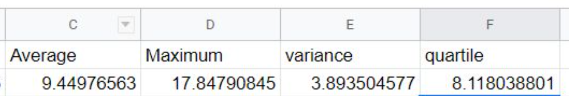 C D E F
Average Maximum variance quartile
9.44976563 17.84790845 3.893504577 8.118038801